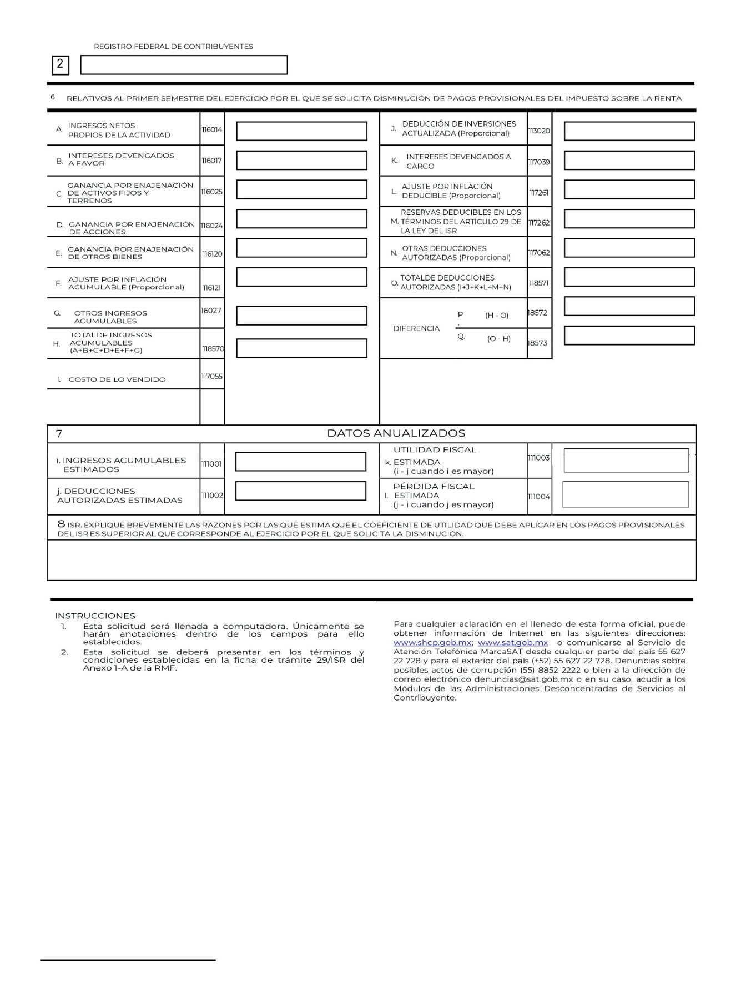 REGISTRO FEDERAL DE CONTRIBUYENTES
2
6 RELATIVOS AL PRIMER SEMESTRE DEL EJERCICIO POR EL QUE SE SOLICITA DISMINUCIÓN DE PAGOS PROVISIONALES DEL IMPUESTO SOBRE LA RENTA
A. INGRESOS NETOS
PROPIOS DE LA ACTIVIDAD
116014
B. INTERESES DEVENGADOS
A FAVOR
116017
C. GANANCIA POR ENAJENACIÓN
DE ACTIVOS FIJOS Y
TERRENOS
116025
D. GANANCIA POR ENAJENACIÓN
DE ACCIONES
116024
E. GANANCIA POR ENAJENACIÓN
DE OTROS BIENES
116120
F. AJUSTE POR INFLACIÓN
ACUMULABLE (Proporcional)
116121
G. OTROS INGRESOS
ACUMULABLES
16027
H. TOTALDE INGRESOS
ACUMULABLES
(A+B+C+D+E+F+G)
118570
I. COSTO DE LO VENDIDO
117055
J. DEDUCCIÓN DE INVERSIONES
ACTUALIZADA (Proporcional)
113020
K. INTERESES DEVENGADOS A
CARGO
117039
L. AJUSTE POR INFLACIÓN
DEDUCIBLE (Proporcional)
117261
RESERVAS DEDUCIBLES EN LOS
M. TÉRMINOS DEL ARTÍCULO 29 DE
LA LEY DEL ISR
117262
N. OTRAS DEDUCCIONES
AUTORIZADAS (Proporcional)
117062
O. TOTALDE DEDUCCIONES
AUTORIZADAS (I+J+K+L+M+N)
118571
DIFERENCIA
P
.
(H - O)
18572
Q. (O - H)
18573
7 DATOS ANUALIZADOS
i. INGRESOS ACUMULABLES
ESTIMADOS
111001
j. DEDUCCIONES
AUTORIZADAS ESTIMADAS
111002
UTILIDAD FISCAL
k. ESTIMADA
(i - j cuando i es mayor)
111003
PÉRDIDA FISCAL
l. ESTIMADA
(j - i cuando j es mayor)
111004
8 ISR. EXPLIQUE BREVEMENTE LAS RAZONES POR LAS QUE ESTIMA QUE EL COEFICIENTE DE UTILIDAD QUE DEBE APLICAR EN LOS PAGOS PROVISIONALES
DEL ISR ES SUPERIOR AL QUE CORRESPONDE AL EJERCICIO POR EL QUE SOLICITA LA DISMINUCIÓN.
INSTRUCCIONES
1. Esta solicitud será llenada a computadora. Únicamente se
harán anotaciones dentro de los campos para ello
establecidos.
2. Esta solicitud se deberá presentar en los términos y
condiciones establecidas en la ficha de trámite 29/ISR del
Anexo 1-A de la RMF.
Para cualquier aclaración en el llenado de esta forma oficial, puede
obtener información de Internet en las siguientes direcciones:
www.shcp.gob.mx; www.sat.gob.mx o comunicarse al Servicio de
Atención Telefónica MarcaSAT desde cualquier parte del país 55 627
22 728 y para el exterior del país (+52) 55 627 22 728. Denuncias sobre
posibles actos de corrupción (55) 8852 2222 o bien a la dirección de
correo electrónico denuncias@sat.gob.mx o en su caso, acudir a los
Módulos de las Administraciones Desconcentradas de Servicios al
Contribuyente.